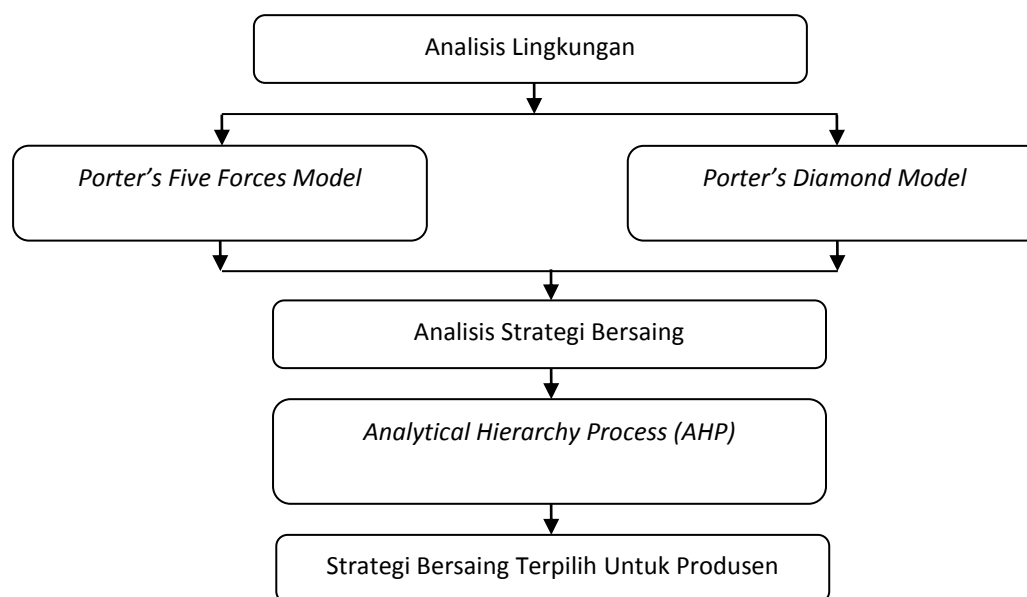 Analisis Lingkungan
Porter’s Five Forces Model
Porter’s Diamond Model
Analisis Strategi Bersaing
Analytical Hierarchy Process (AHP)
Strategi Bersaing Terpilih Untuk Produsen